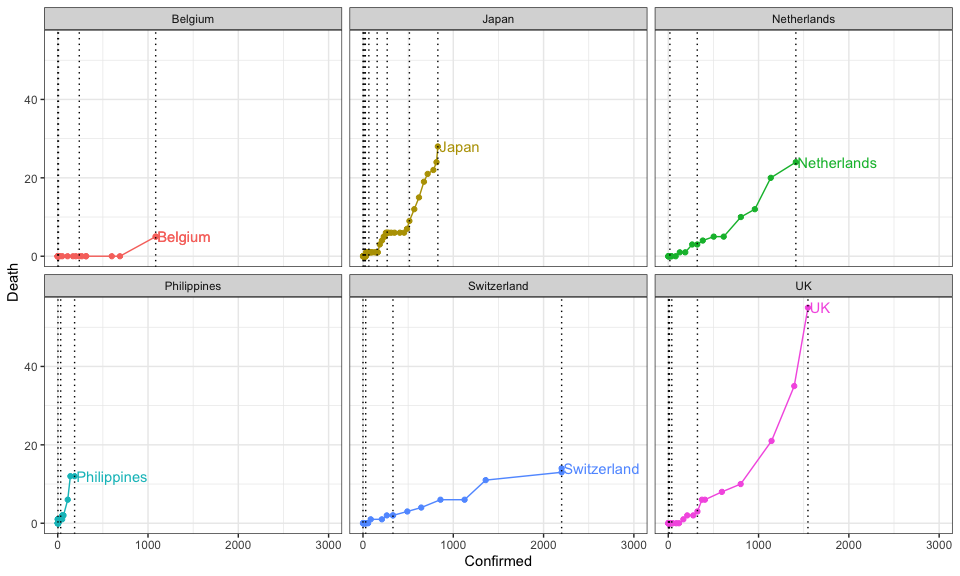 Belgium
Japan
Netherlands
Death
40
20
0
Belgium
Japan
Netherlands
Philippines
Switzerland
UK
40
20
0
Philippines
Switzerland
UK
0 1000 2000 3000
0 1000 2000 3000
0 1000 2000 3000
Confirmed